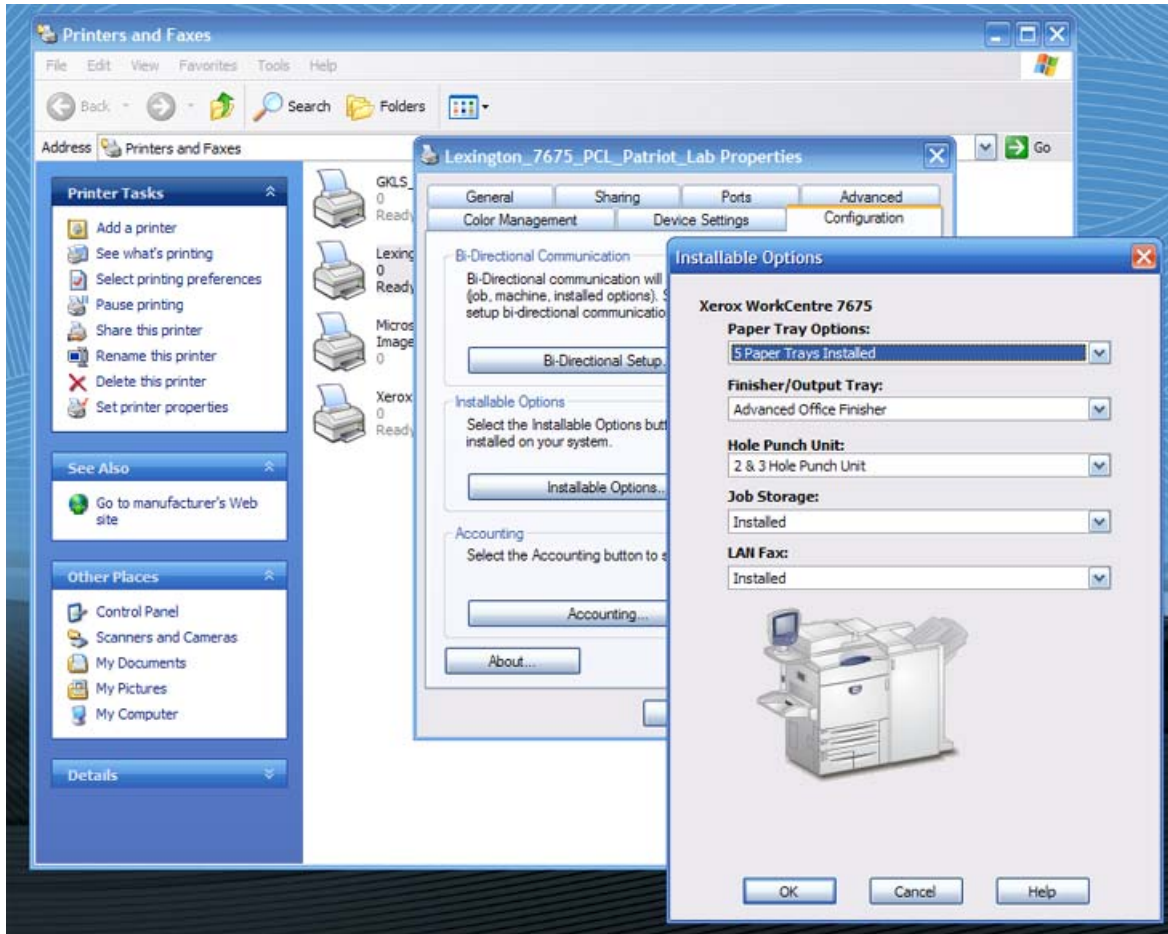 Printers and Faxes
File Edit View Favorites Tools Help
Back Search Folders
Address Printers and Faxes Go
Printer Tasks
Add a printer
See what's printing
Select printing preferences
Pause printing
Share this printer
Rename this printer
Delete this printer
Set printer properties
See Also
Go to manufacturer's Web
site
Other Places
Control Panel
Scanners and Cameras
My Documents
My Pictures
My Computer
Details
GKLS_
0
Ready
Lexing
0
Ready
Micros
Image
0
Xerox
0
Ready
Lexington_7675_PCL_Patriot_Lab Properties
General Sharing Ports Advanced
Color Management Device Settings Configuration
Bi-Directional Communication
Bi-Directional communication will
(job, machine, installed options). S
setup bi-directional communicatio
Bi-Directional Setup.
Installable Options
Select the Installable Options butt
installed on your system.
Installable Options..
Accounting
Select the Accounting button to s
Accounting...
About...
Installable Options
Xerox WorkCentre 7675
Paper Tray Options:
5 Paper Trays Installed
Finisher/Output Tray:
Advanced Office Finisher
Hole Punch Unit:
2 & 3 Hole Punch Unit
Job Storage:
Installed
LAN Fax:
Installed
OK Cancel Help